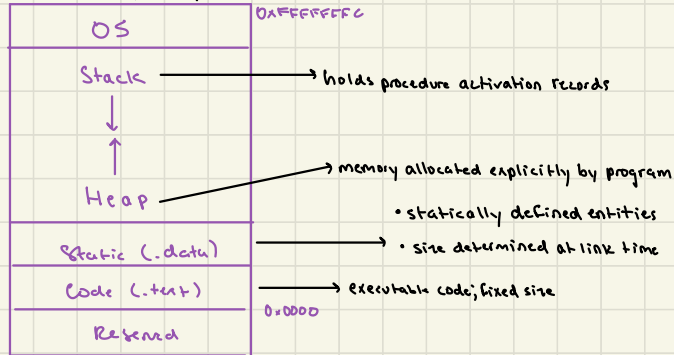 0xFFFFFFFC
OS
Stack → holds procedure activation records
↓
↑
memory allocated explicitly by program
Heap →
• statically defined entities
Static (.data) → • size determined at link time
Code (.text) → executable code; fixed size
0x0000
Reserved